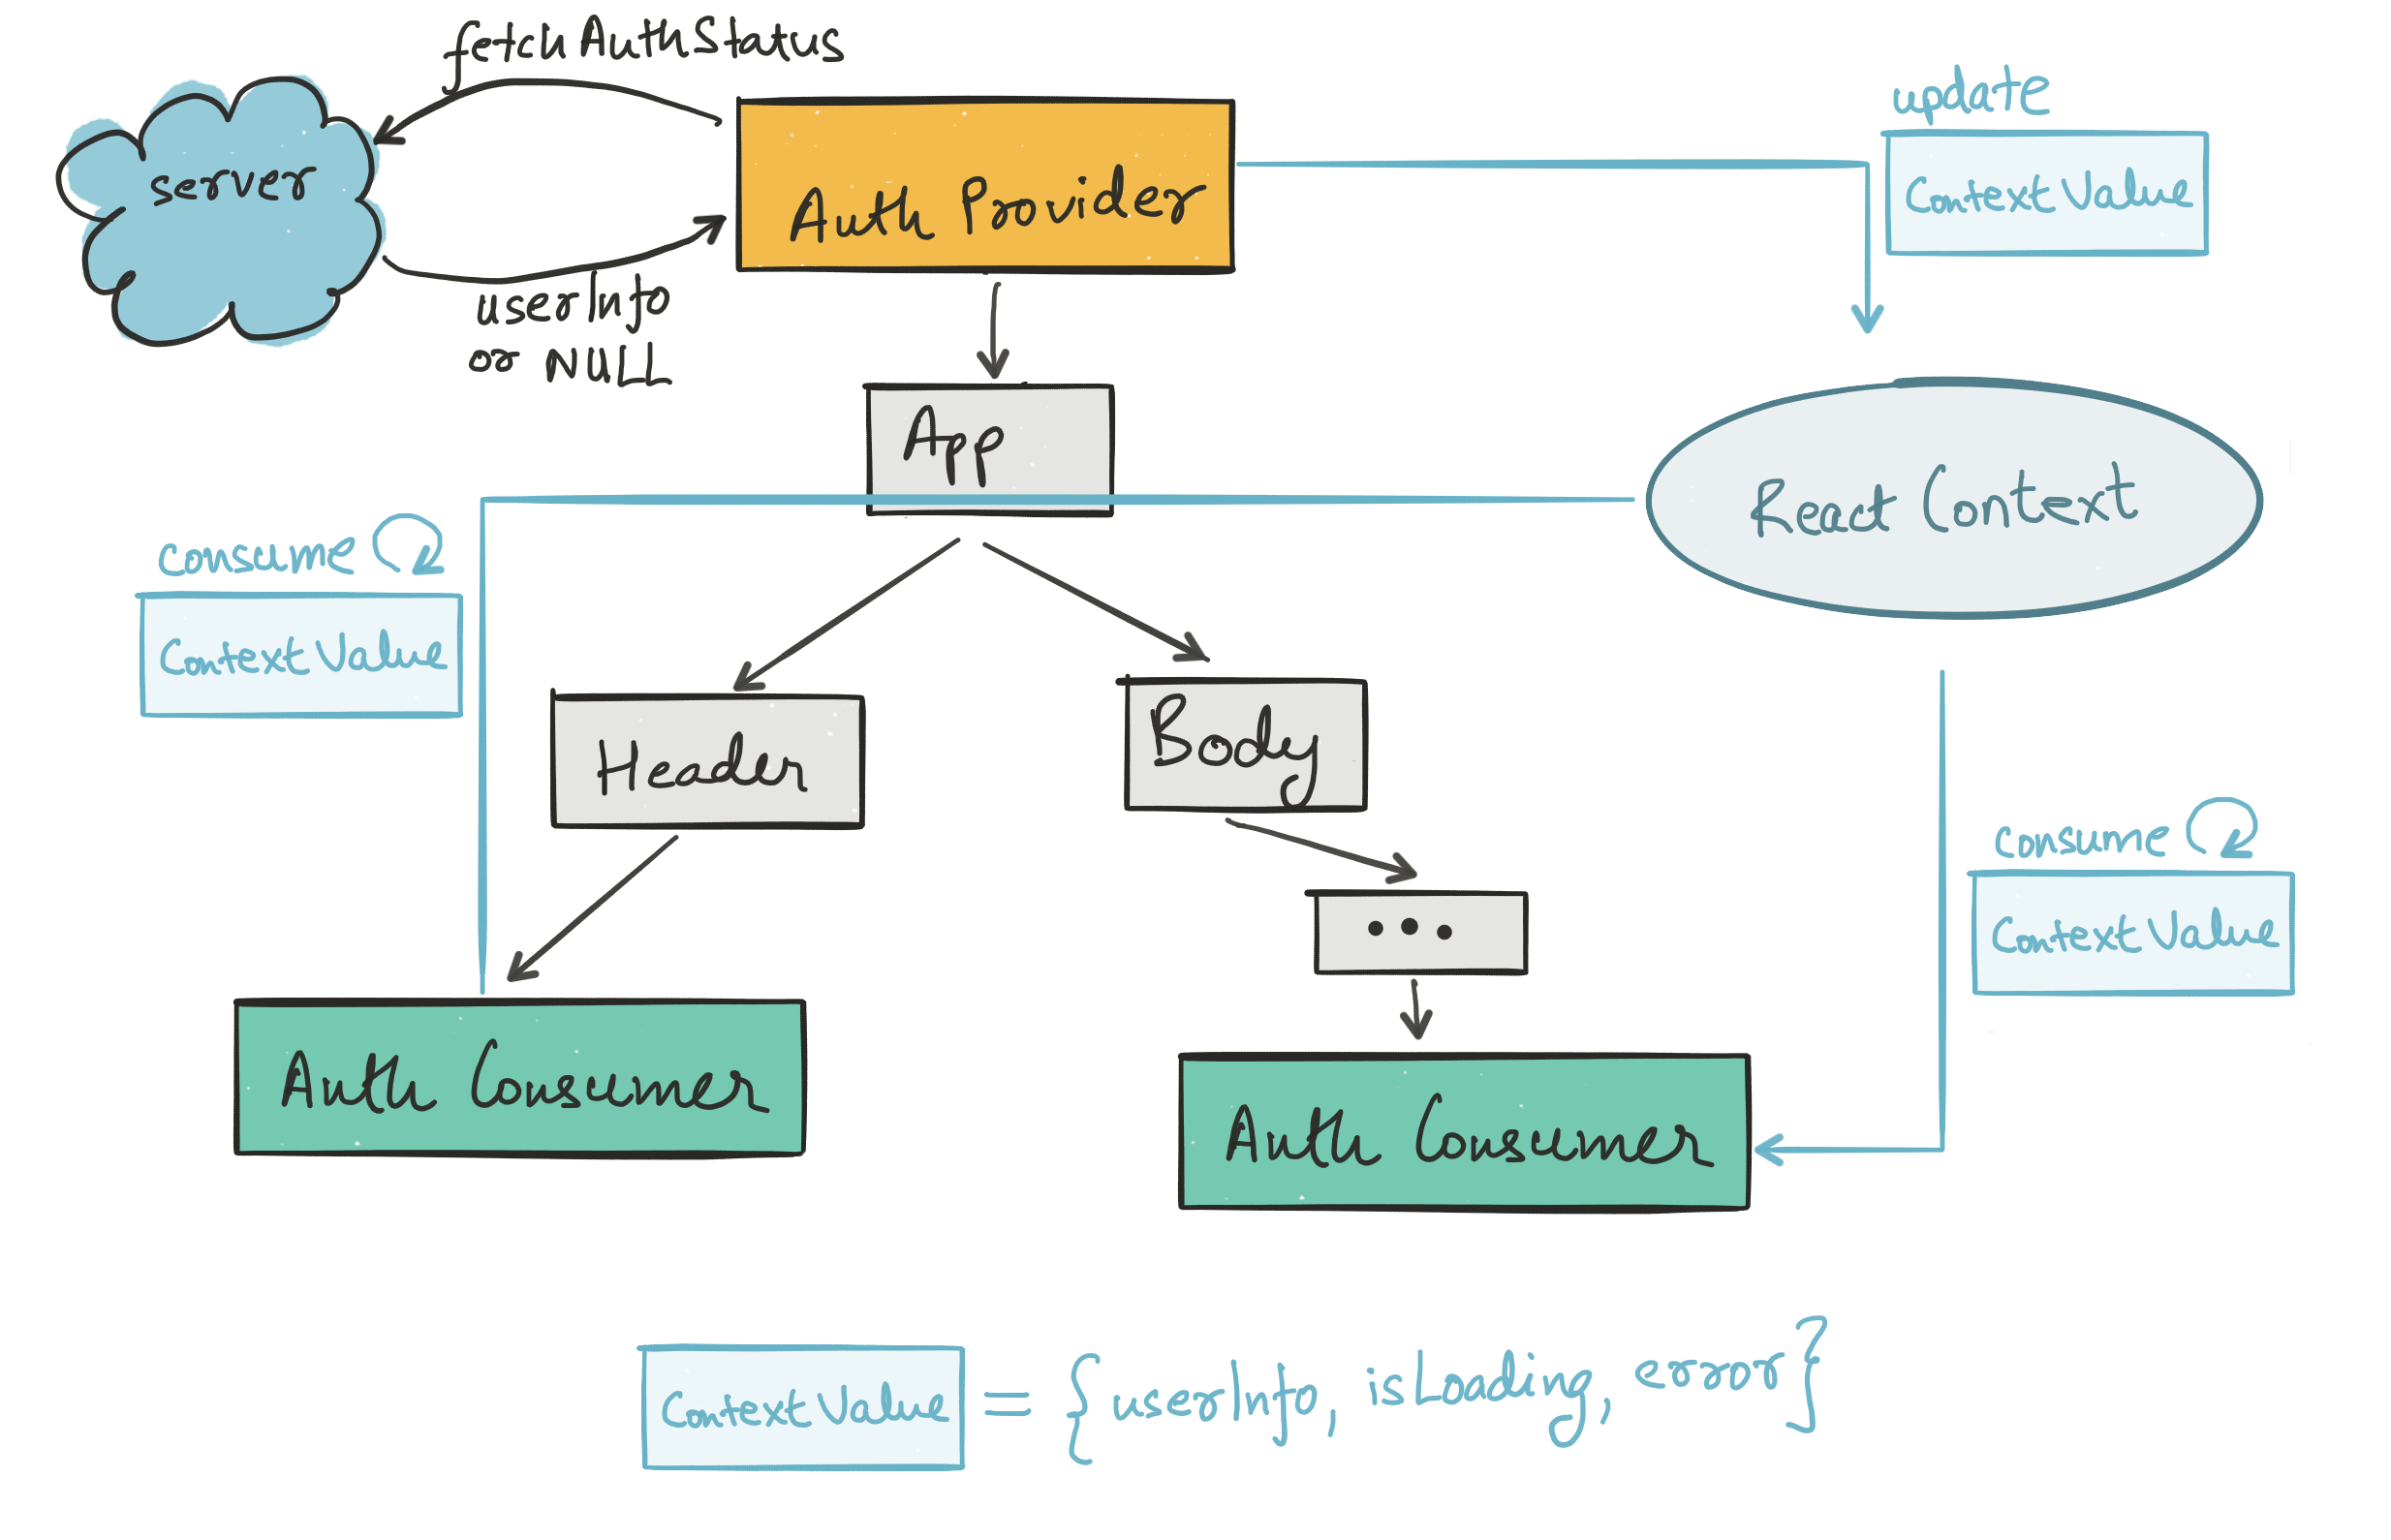 fetchAuthStatus
update
server
Auth Provider
Context Value
userInfo
or NULL
App
React Context
consume
Context Value
Header
Body
consume
...
Context Value
Auth Consumer
Auth Consumer
Context Value = {userInfo, isLoading, error}